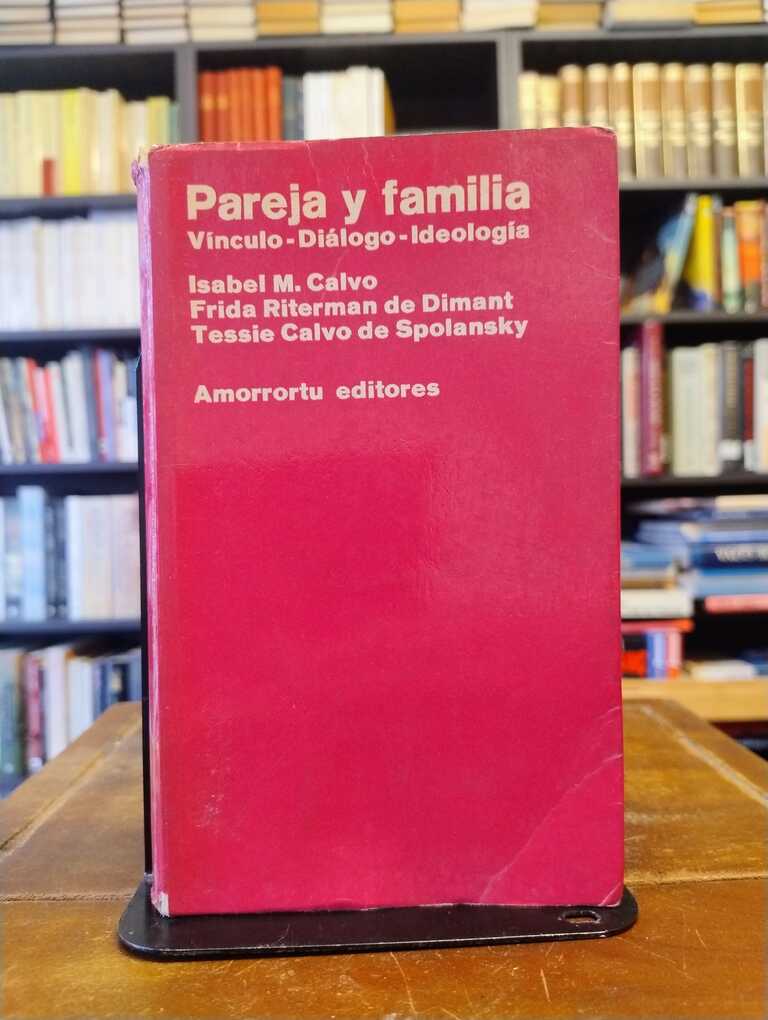 Pareja y familia
Vínculo-Diálogo-Ideología
Isabel M. Calvo
Frida Riterman de Dimant
Tessie Calvo de Spolansky
Amorrortu editores